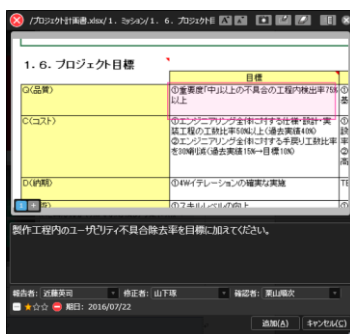 /プロジェクト計画書.xlsx/1．ミッション/1．6．プロジェクト目
1．6．プロジェクト目標
目標
Q(品質)
①重要度「中」以上の不具合の工程内検出率75%
以上
C(コスト)
①エンジニアリング全体に対する仕様・設計・実
装工程の工数比率50%以上(過去実績40%)
②エンジニアリング全体に対する手戻り工数比率
を30%削減(過去実績15%→目標10%)
D(納期)
①4Wイテレーションの確実な実施
①スキルレベルの向上
製作工程内のユーザビリティ不具合除去率を目標に加えてください。
報告者: 近藤英司 修正者: 山下琢 確認者: 栗山陽次
期日: 2016/07/22
追加(A) キャンセル(C)